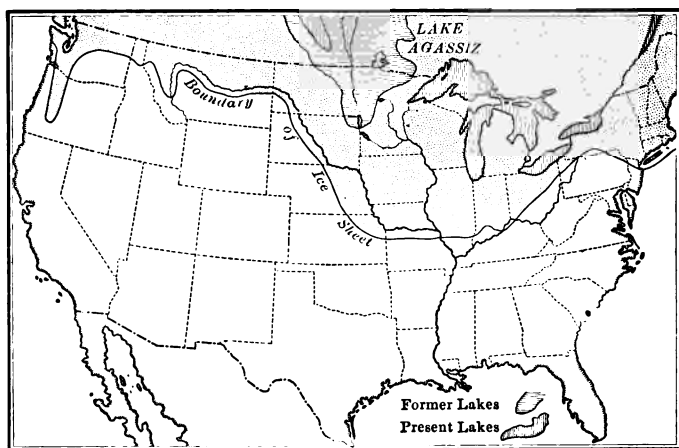 LAKE
AGASSIZ
Boundary
of
Ice
Sheet
Former Lakes
Present Lakes